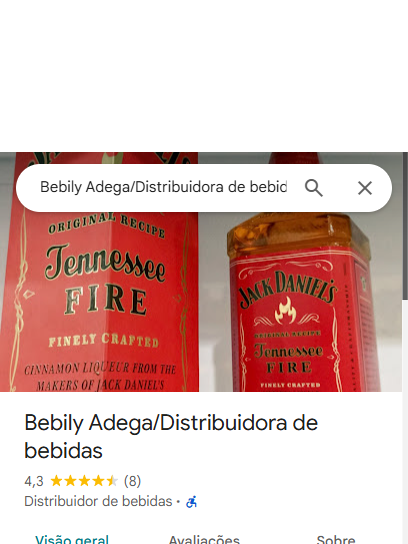 Bebily Adega/Distribuidora de bebid
ORIGINAL RECIPE
Tennessee
FIRE
FINELY CRAFTED
CINNAMON LIQUEUR FROM THE
MAKERS OF JACK DANIEL'S
JACK DANIEL'S
ORIGINAL RECIPE
Tennessee
FIRE
FINELY CRAFTED
Bebily Adega/Distribuidora de
bebidas
4,3 (8)
Distribuidor de bebidas ·
Visão geral Avaliações Sobre